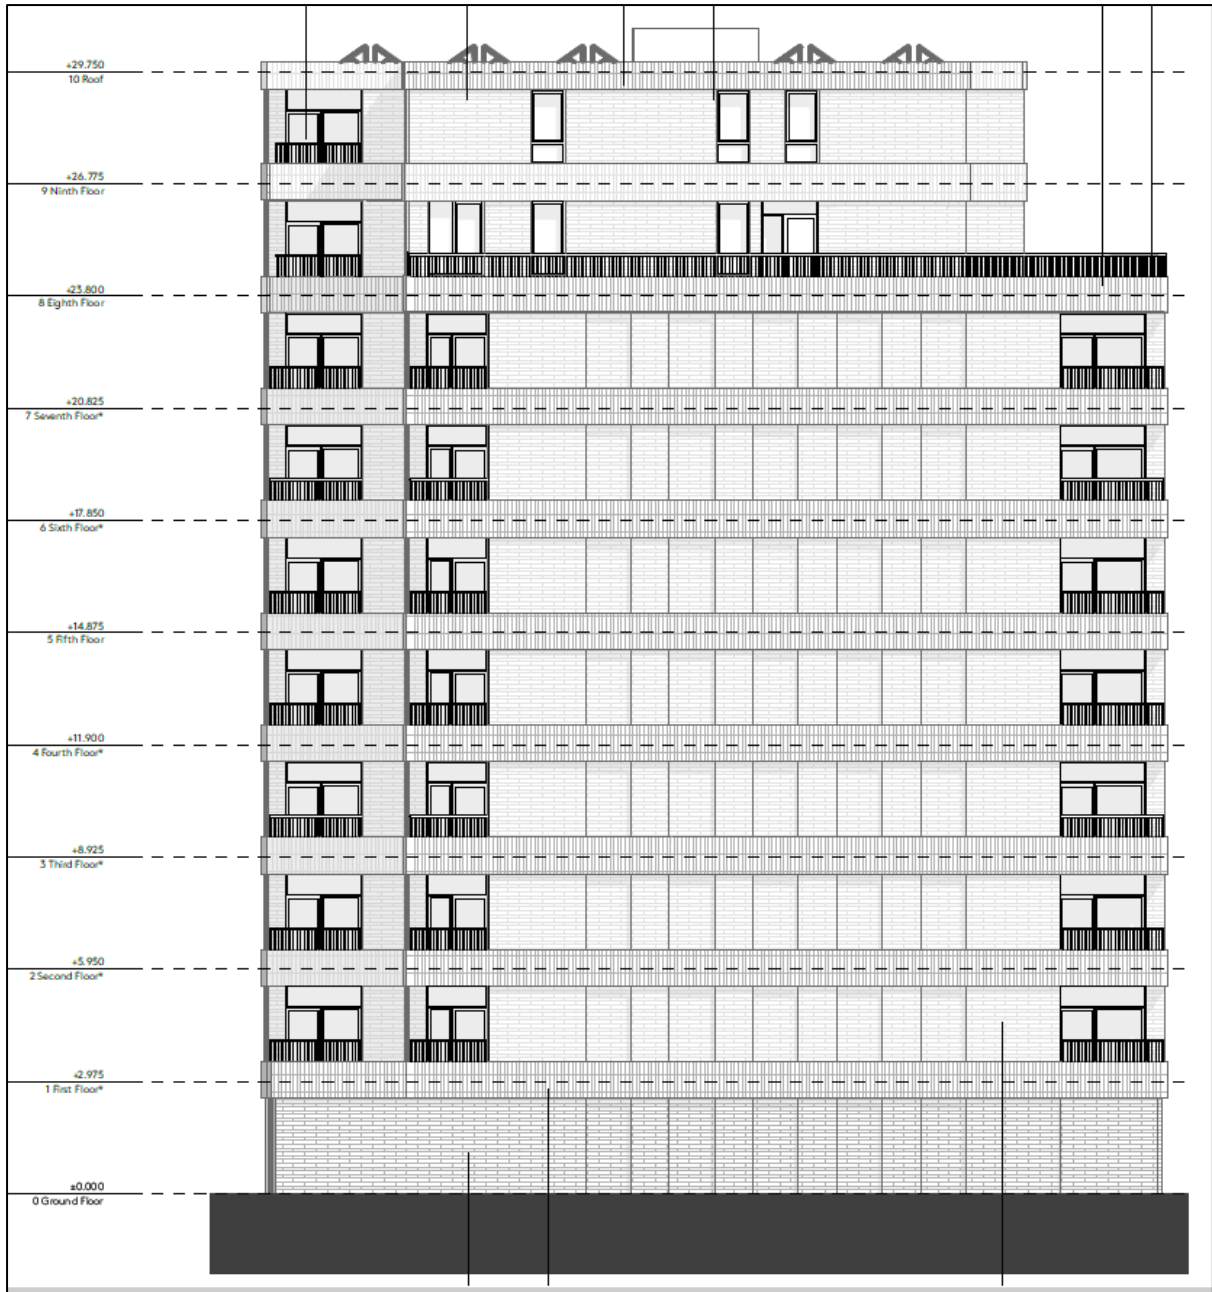 +29.750
10 Roof
+26.775
9 Ninth Floor
+23.800
8 Eighth Floor
+20.825
7 Seventh Floor*
+17.850
6 Sixth Floor*
+14.875
5 Fifth Floor
+11.900
4 Fourth Floor*
+8.925
3 Third Floor*
+5.950
2 Second Floor*
+2.975
1 First Floor*
±0.000
0 Ground Floor